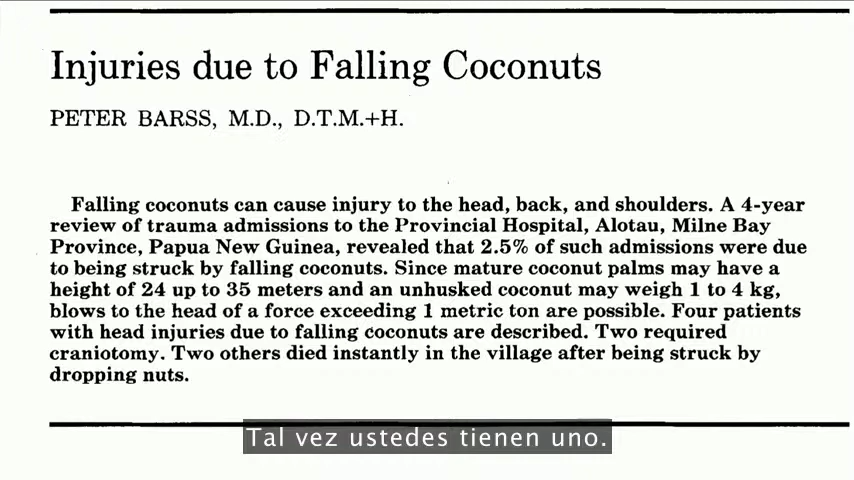 Injuries due to Falling Coconuts
PETER BARSS, M.D., D.T.M.+H.
Falling coconuts can cause injury to the head, back, and shoulders. A 4-year
review of trauma admissions to the Provincial Hospital, Alotau, Milne Bay
Province, Papua New Guinea, revealed that 2.5% of such admissions were due
to being struck by falling coconuts. Since mature coconut palms may have a
height of 24 up to 35 meters and an unhusked coconut may weigh 1 to 4 kg,
blows to the head of a force exceeding 1 metric ton are possible. Four patients
with head injuries due to falling coconuts are described. Two required
craniotomy. Two others died instantly in the village after being struck by
dropping nuts.
Tal vez ustedes tienen uno.